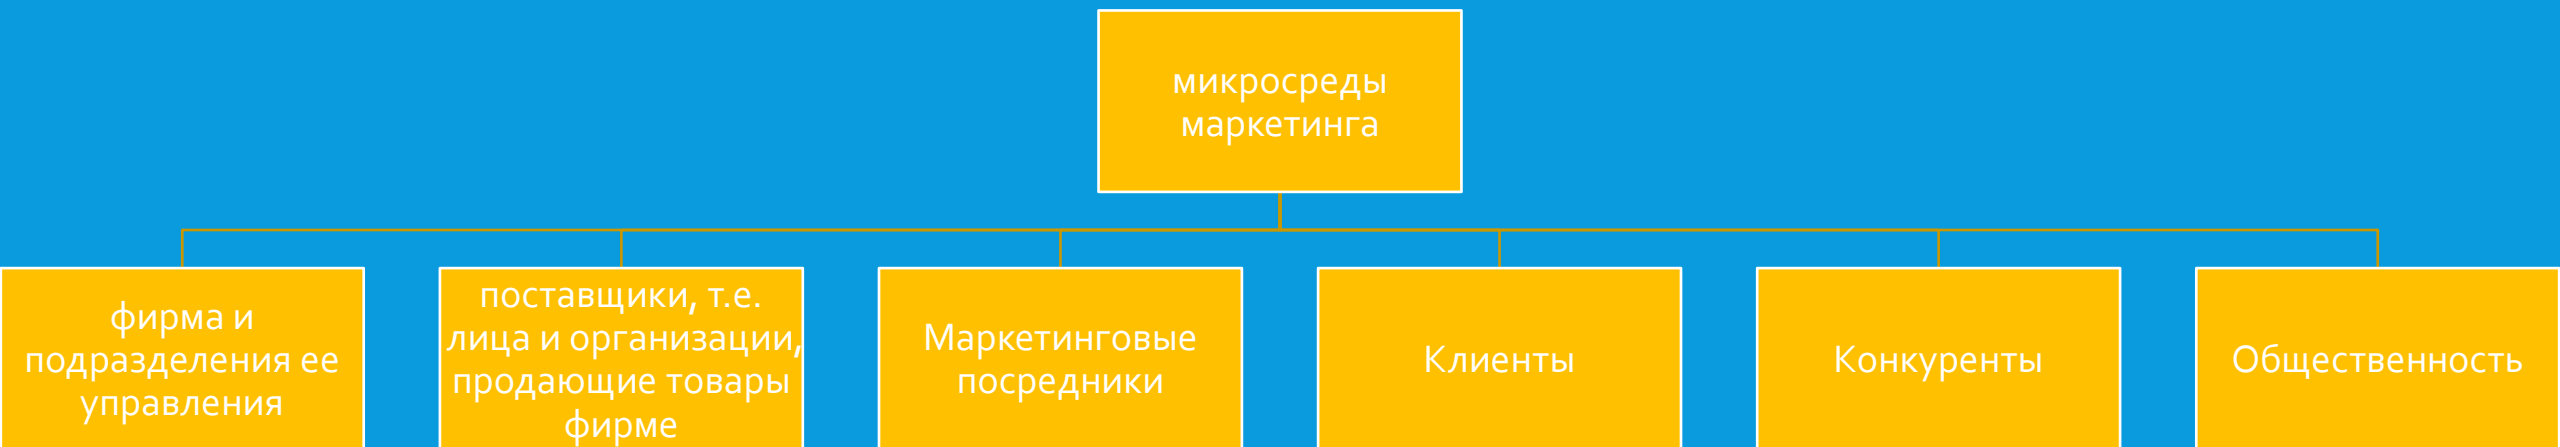 микросреды
маркетинга
фирма и
подразделения ее
управления
поставщики, т.е.
лица и организации,
продающие товары
фирме
Маркетинговые
посредники
Клиенты
Конкуренты
Общественность